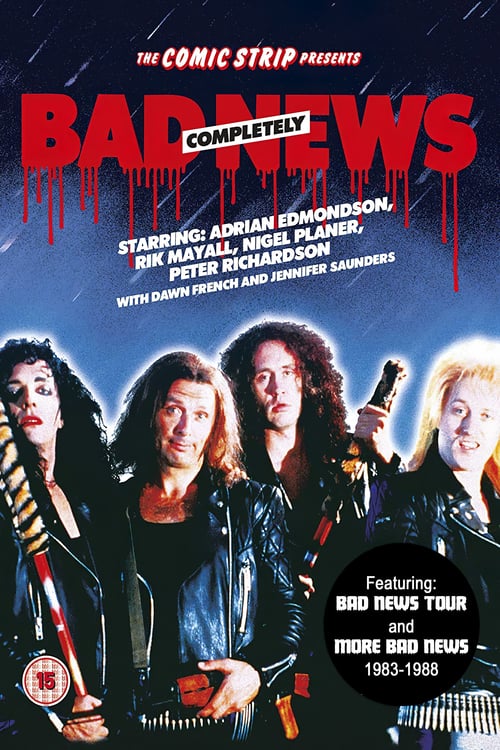 THE COMIC STRIP PRESENTS
BAD NEWS
COMPLETELY
STARRING: ADRIAN EDMONDSON,
RIK MAYALL, NIGEL PLANER,
PETER RICHARDSON
WITH DAWN FRENCH AND JENNIFER SAUNDERS
Featuring:
BAD NEWS TOUR
and
MORE BAD NEWS
1983-1988
15